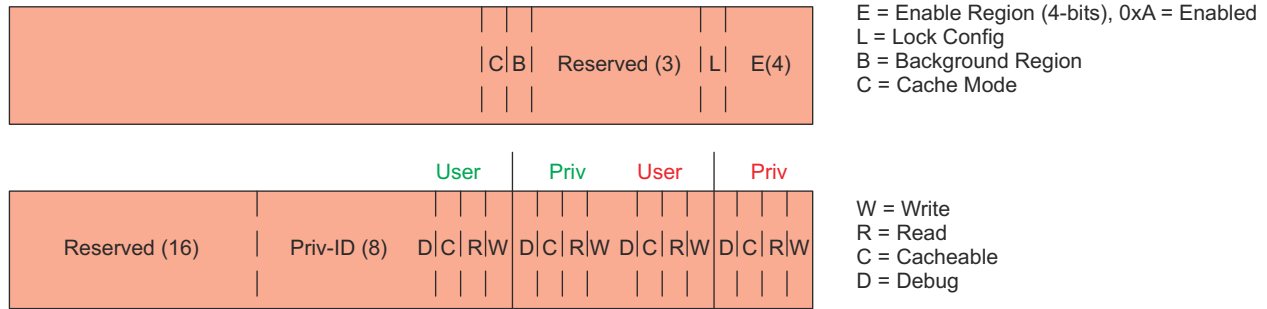 E = Enable Region (4-bits), 0xA = Enabled
L = Lock Config
B = Background Region
C = Cache Mode
C B Reserved (3) L E(4)
User Priv User Priv
Reserved (16) Priv-ID (8) D C R W D C R W D C R W D C R W
W = Write
R = Read
C = Cacheable
D = Debug